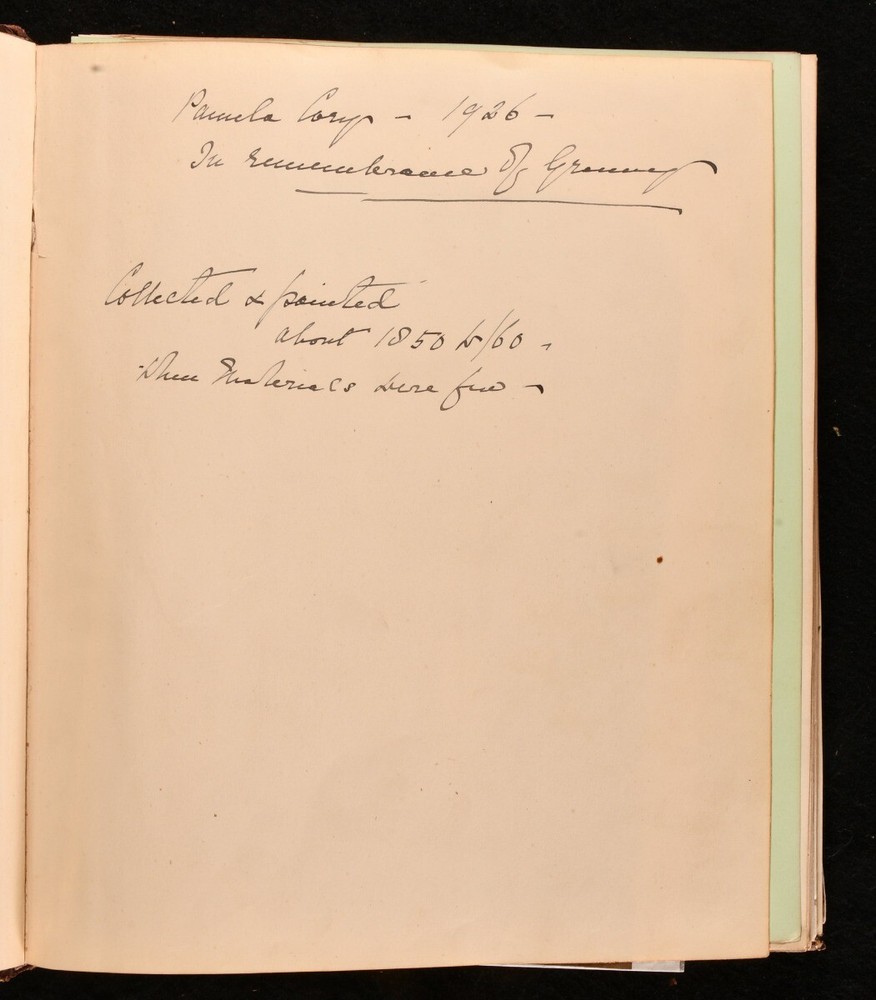 Pamela Cory - 1926 -
In remembrance of Granny
Collected & painted
about 1850 to/60 -
when Materials were few -